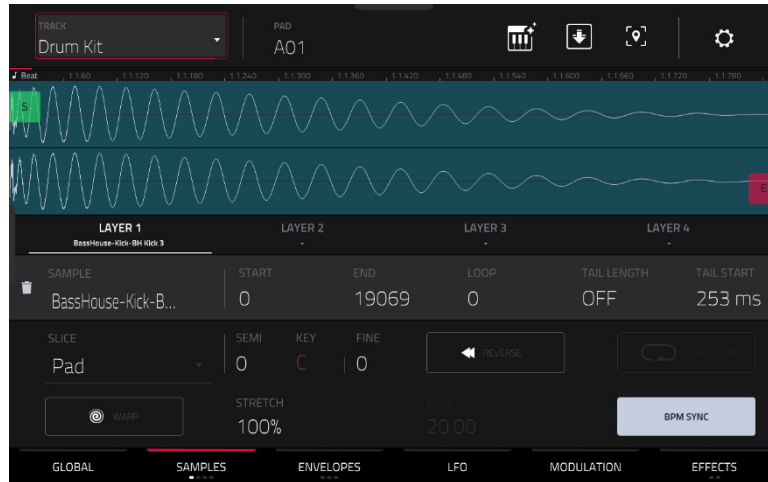 TRACK
Drum Kit
PAD
A01
Beat 1.1.60 1.1.120 1.1.180 1.1.240 1.1.300 1.1.360 1.1.420 1.1.480 1.1.540 1.1.600 1.1.660 1.1.720 1.1.780
S
E
LAYER 1 LAYER 2 LAYER 3 LAYER 4
BassHouse-Kick-BH Kick 3 - - -
SAMPLE START END LOOP TAIL LENGTH TAIL START
BassHouse-Kick-B... 0 19069 0 OFF 253 ms
SLICE SEMI KEY FINE
Pad 0 C 0
REVERSE
PAD LOOP
WARP
STRETCH BPM
100% 20.00
BPM SYNC
GLOBAL SAMPLES ENVELOPES LFO MODULATION EFFECTS